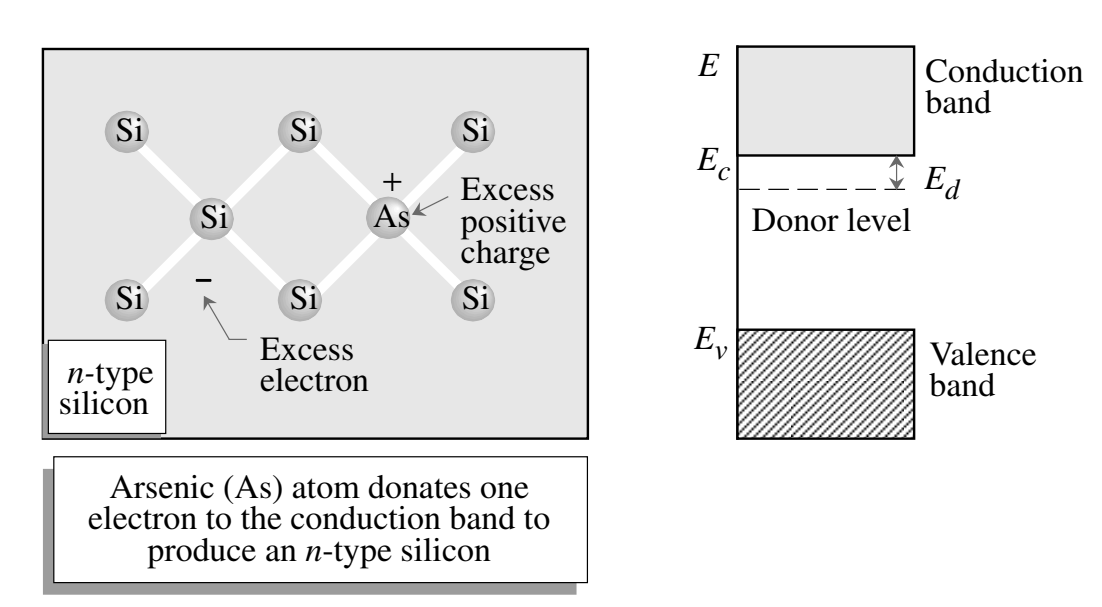 Si
Si
Si
+
Si
As
Excess
positive
charge
Si
–
Si
Si
Excess
electron
n-type
silicon
Arsenic (As) atom donates one
electron to the conduction band to
produce an n-type silicon
E
Conduction
band
E_c
E_d
Donor level
E_v
Valence
band